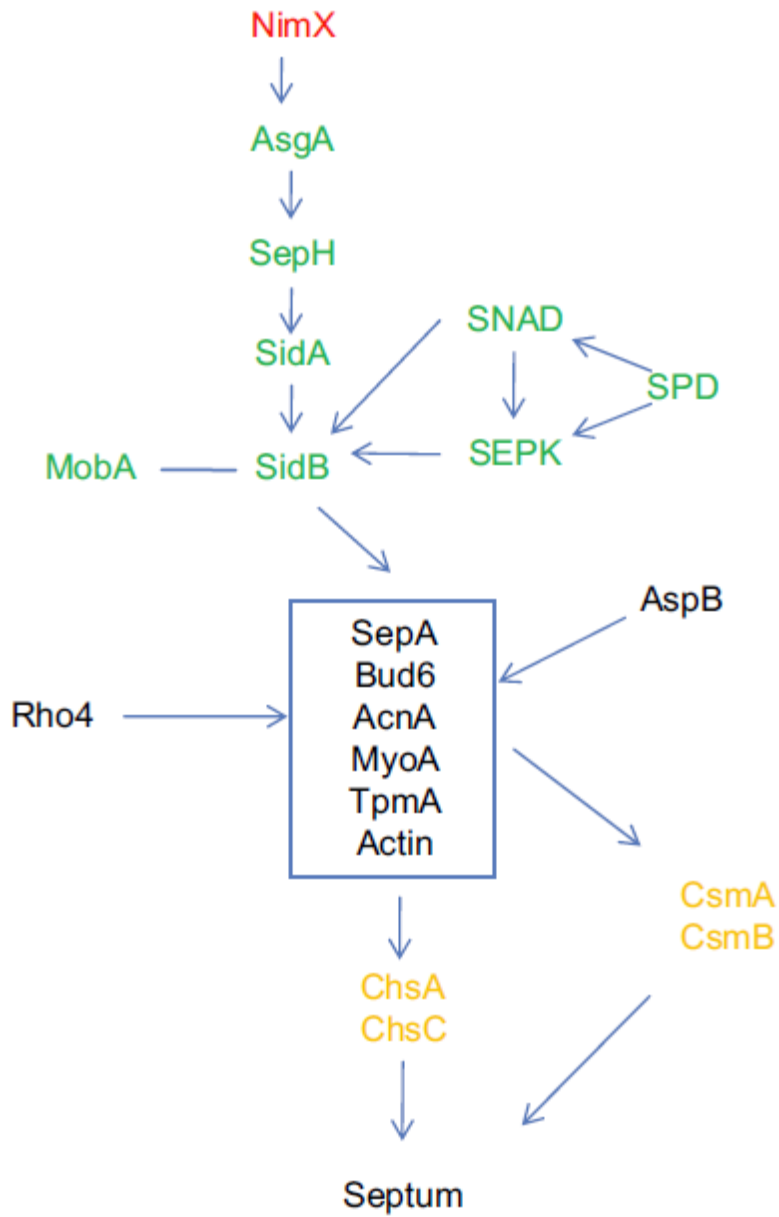 NimX
AsgA
SepH
SNAD
SidA
SPD
MobA
SidB
SEPK
AspB
SepA
Bud6
Rho4
AcnA
MyoA
TpmA
Actin
CsmA
CsmB
ChsA
ChsC
Septum